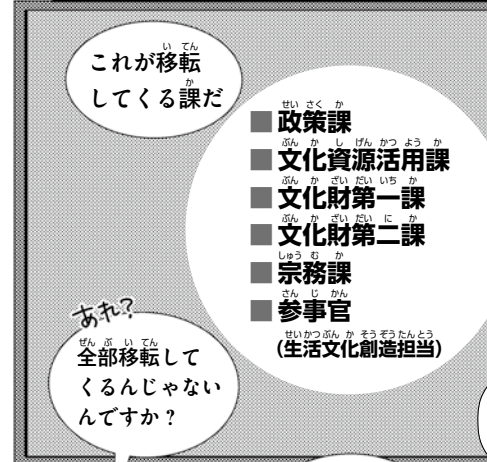 これが移転
してくる課だ
■政策課
■文化資源活用課
■文化財第一課
■文化財第二課
■宗務課
■参事官
(生活文化創造担当)
あれ?
全部移転して
くるんじゃない
んですか?